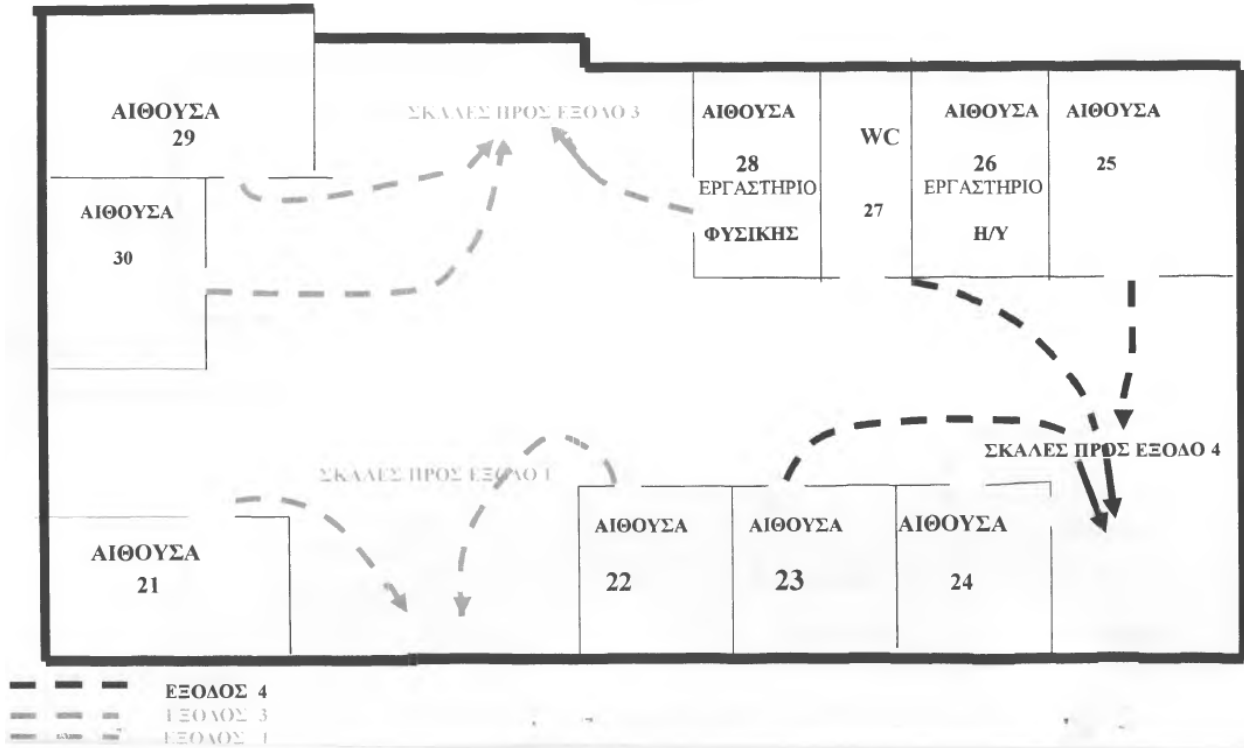 ΑΙΘΟΥΣΑ
29
ΣΚΑΛΕΣ ΠΡΟΣ ΕΞΟΔΟ 3
ΑΙΘΟΥΣΑ
28
ΕΡΓΑΣΤΗΡΙΟ
ΦΥΣΙΚΗΣ
WC
27
ΑΙΘΟΥΣΑ
26
ΕΡΓΑΣΤΗΡΙΟ
Η/Υ
ΑΙΘΟΥΣΑ
25
ΑΙΘΟΥΣΑ
30
ΣΚΑΛΕΣ ΠΡΟΣ ΕΞΟΔΟ 1
ΣΚΑΛΕΣ ΠΡΟΣ ΕΞΟΔΟ 4
ΑΙΘΟΥΣΑ
21
ΑΙΘΟΥΣΑ
22
ΑΙΘΟΥΣΑ
23
ΑΙΘΟΥΣΑ
24
ΕΞΟΔΟΣ 4
ΕΞΟΔΟΣ 3
ΕΞΟΔΟΣ 1